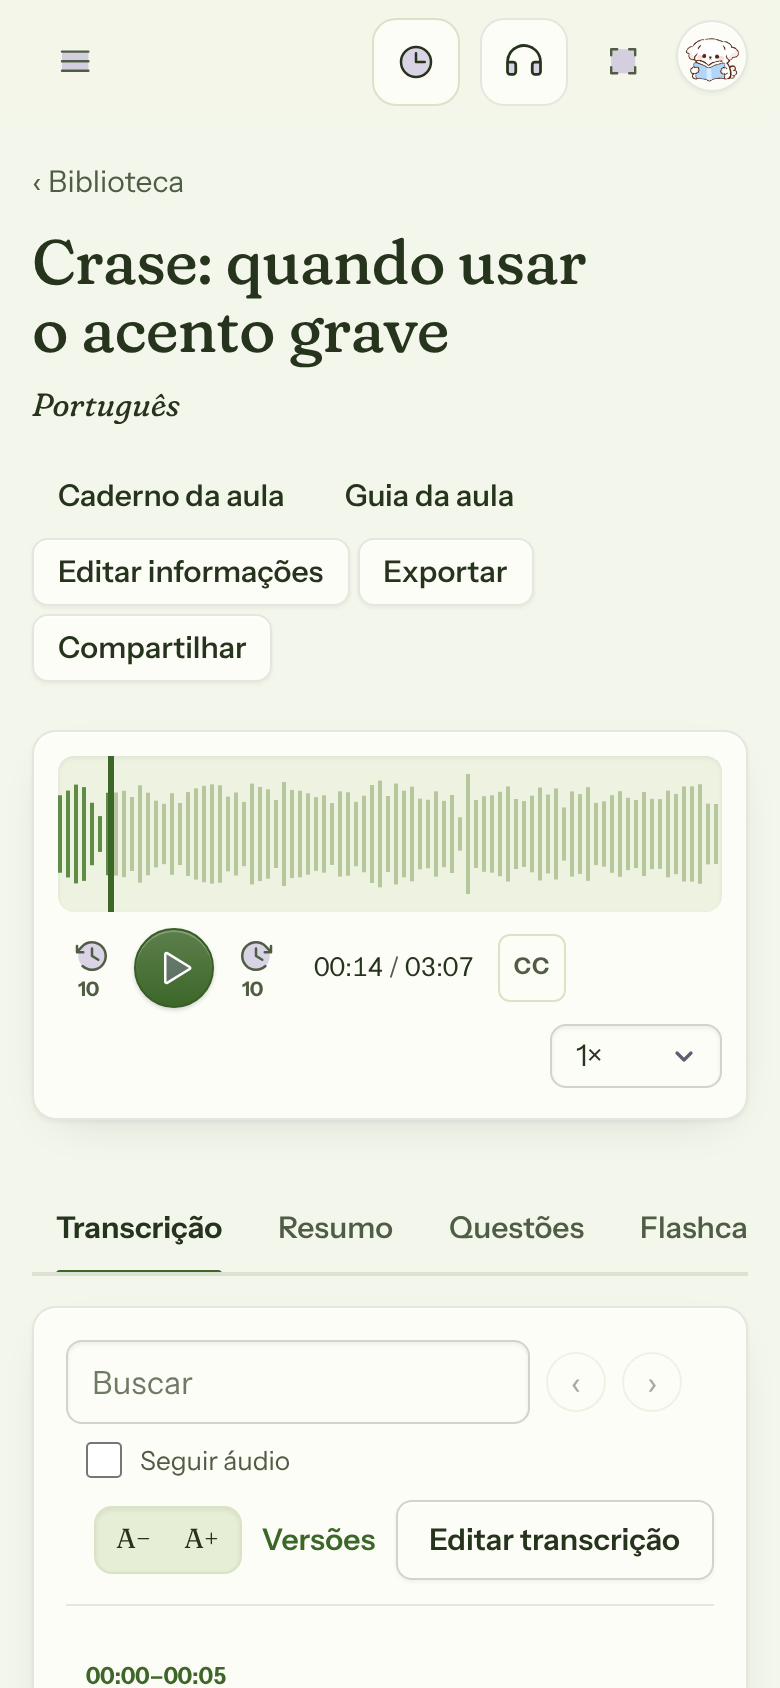 ‹ Biblioteca
Crase: quando usar
o acento grave
Português
Caderno da aula Guia da aula
Editar informações Exportar
Compartilhar
10 10 00:14 / 03:07 CC
1×
Transcrição Resumo Questões Flashca
Buscar ‹ ›
Seguir áudio
A− A+ Versões Editar transcrição
00:00–00:05